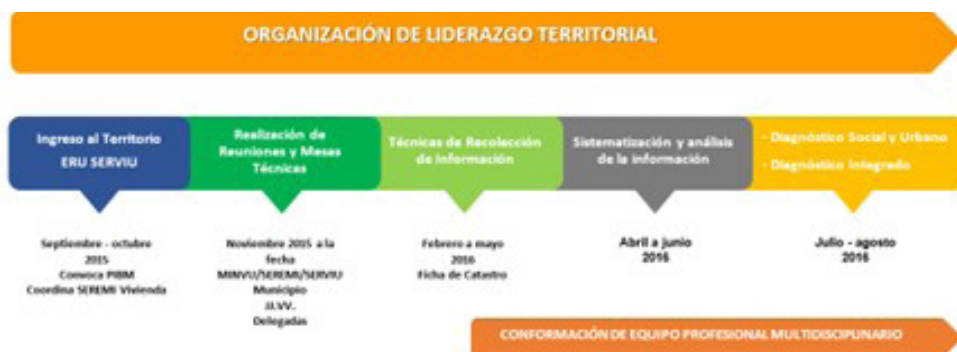 ORGANIZACIÓN DE LIDERAZGO TERRITORIAL
Ingreso al Territorio
ERU SERVIU
Realización de
Reuniones y Mesas
Técnicas
Técnicas de Recolección
de Información
Sistematización y análisis
de la información
- Diagnóstico Social y Urbano
- Diagnóstico Integrado
Septiembre - octubre
2015
Convoca PIBM
Coordina SEREMI Vivienda
Noviembre 2015 a la
fecha
MINVU/SEREMI/SERVIU
Municipio
JJ.VV.
Delegadas
Febrero a mayo
2016
Ficha de Catastro
Abril a junio
2016
Julio - agosto
2016
CONFORMACIÓN DE EQUIPO PROFESIONAL MULTIDISCIPLINARIO